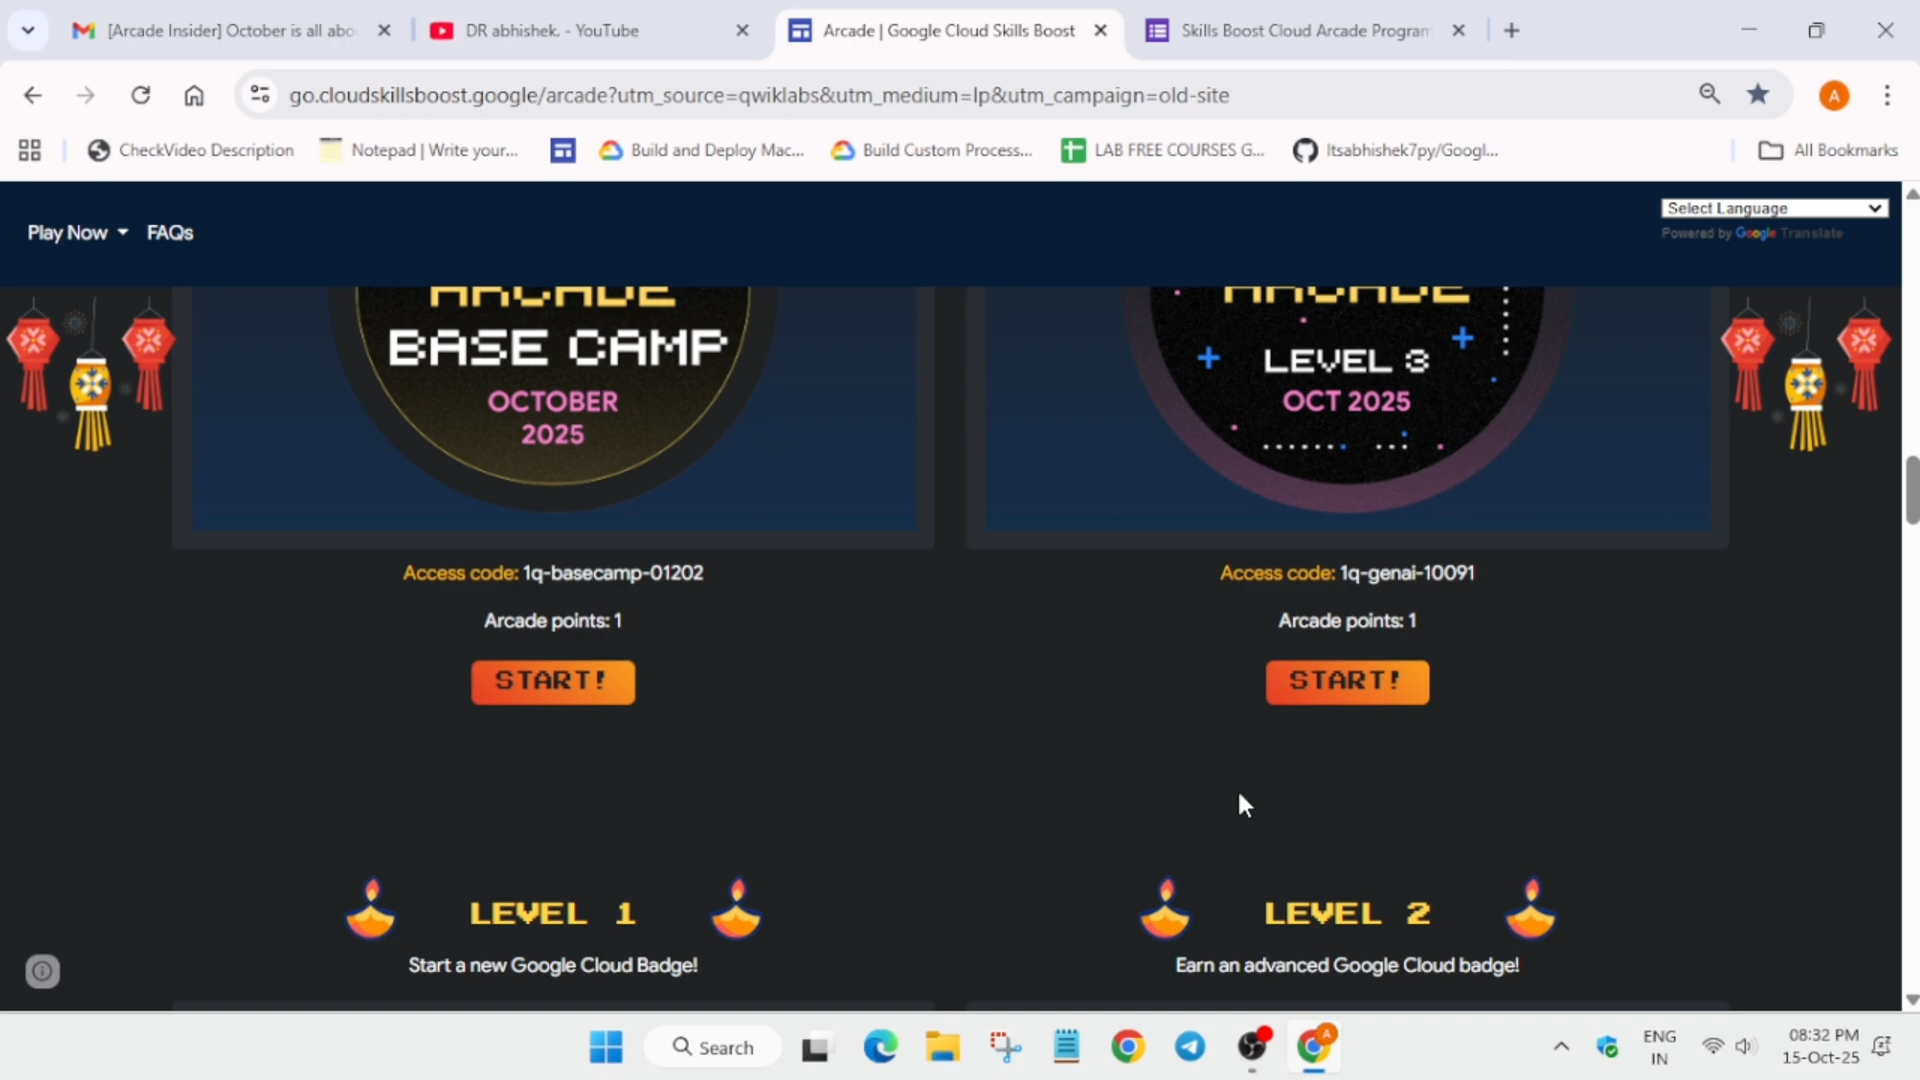 [Arcade Insider] October is all abo
DR abhishek. - YouTube
Arcade | Google Cloud Skills Boost
Skills Boost Cloud Arcade Program
go.cloudskillsboost.google/arcade?utm_source=qwiklabs&utm_medium=lp&utm_campaign=old-site
A
CheckVideo Description
Notepad | Write your...
Build and Deploy Mac...
Build Custom Process...
LAB FREE COURSES G...
Itsabhishek7py/Googl...
All Bookmarks
Play Now
FAQs
Select Language
Powered by Google Translate
ARCADE
BASE CAMP
OCTOBER
2025
ARCADE
LEVEL 3
OCT 2025
Access code: 1q-basecamp-01202
Arcade points: 1
START!
Access code: 1q-genai-10091
Arcade points: 1
START!
LEVEL 1
Start a new Google Cloud Badge!
LEVEL 2
Earn an advanced Google Cloud badge!
Search
A
ENG
IN
08:32 PM
15-Oct-25